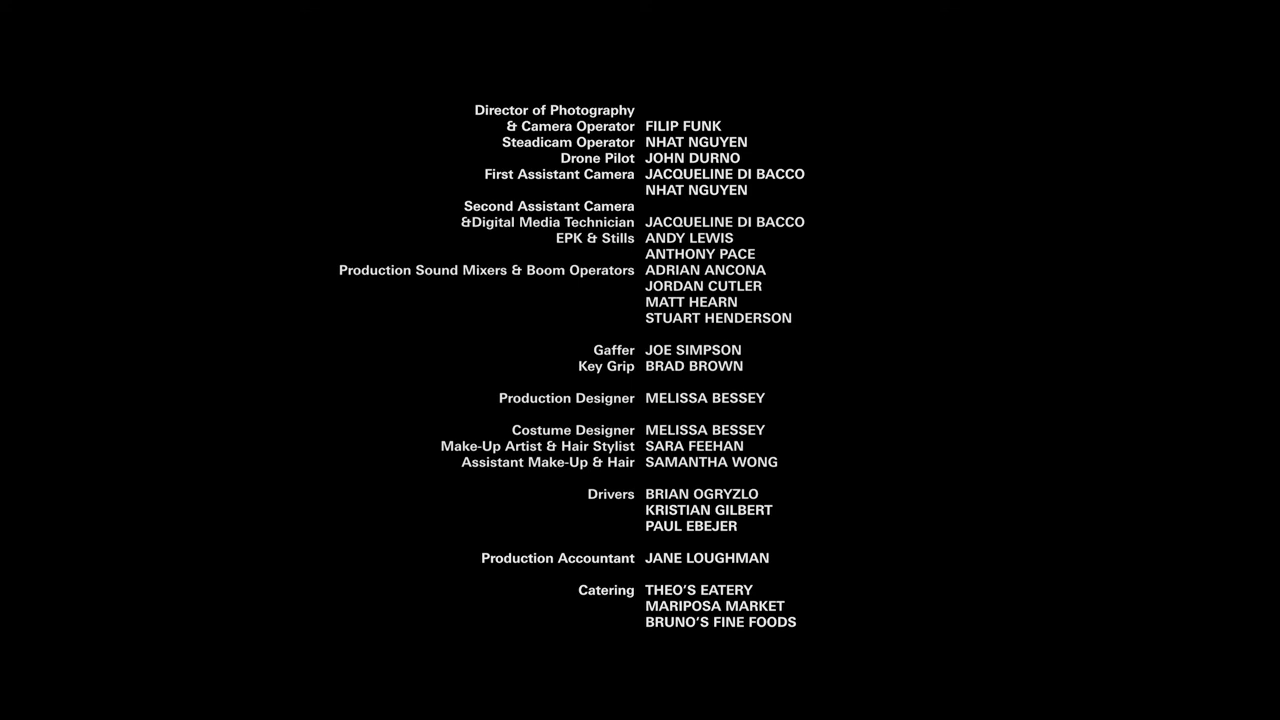 Director of Photography
& Camera Operator FILIP FUNK
Steadicam Operator NHAT NGUYEN
Drone Pilot JOHN DURNO
First Assistant Camera JACQUELINE DI BACCO
NHAT NGUYEN
Second Assistant Camera
&Digital Media Technician JACQUELINE DI BACCO
EPK & Stills ANDY LEWIS
ANTHONY PACE
Production Sound Mixers & Boom Operators ADRIAN ANCONA
JORDAN CUTLER
MATT HEARN
STUART HENDERSON
Gaffer JOE SIMPSON
Key Grip BRAD BROWN
Production Designer MELISSA BESSEY
Costume Designer MELISSA BESSEY
Make-Up Artist & Hair Stylist SARA FEEHAN
Assistant Make-Up & Hair SAMANTHA WONG
Drivers BRIAN OGRYZLO
KRISTIAN GILBERT
PAUL EBEJER
Production Accountant JANE LOUGHMAN
Catering THEO'S EATERY
MARIPOSA MARKET
BRUNO'S FINE FOODS